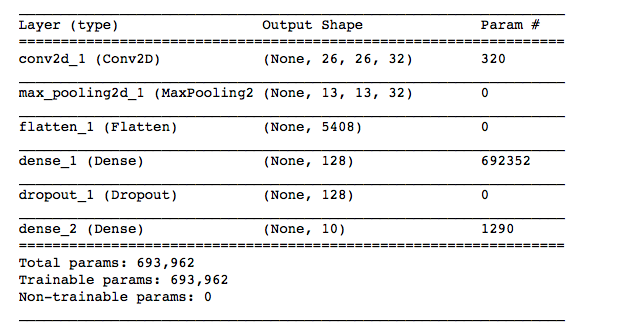 Layer (type) Output Shape Param #
=================================================================
conv2d_1 (Conv2D) (None, 26, 26, 32) 320
max_pooling2d_1 (MaxPooling2 (None, 13, 13, 32) 0
flatten_1 (Flatten) (None, 5408) 0
dense_1 (Dense) (None, 128) 692352
dropout_1 (Dropout) (None, 128) 0
dense_2 (Dense) (None, 10) 1290
=================================================================
Total params: 693,962
Trainable params: 693,962
Non-trainable params: 0